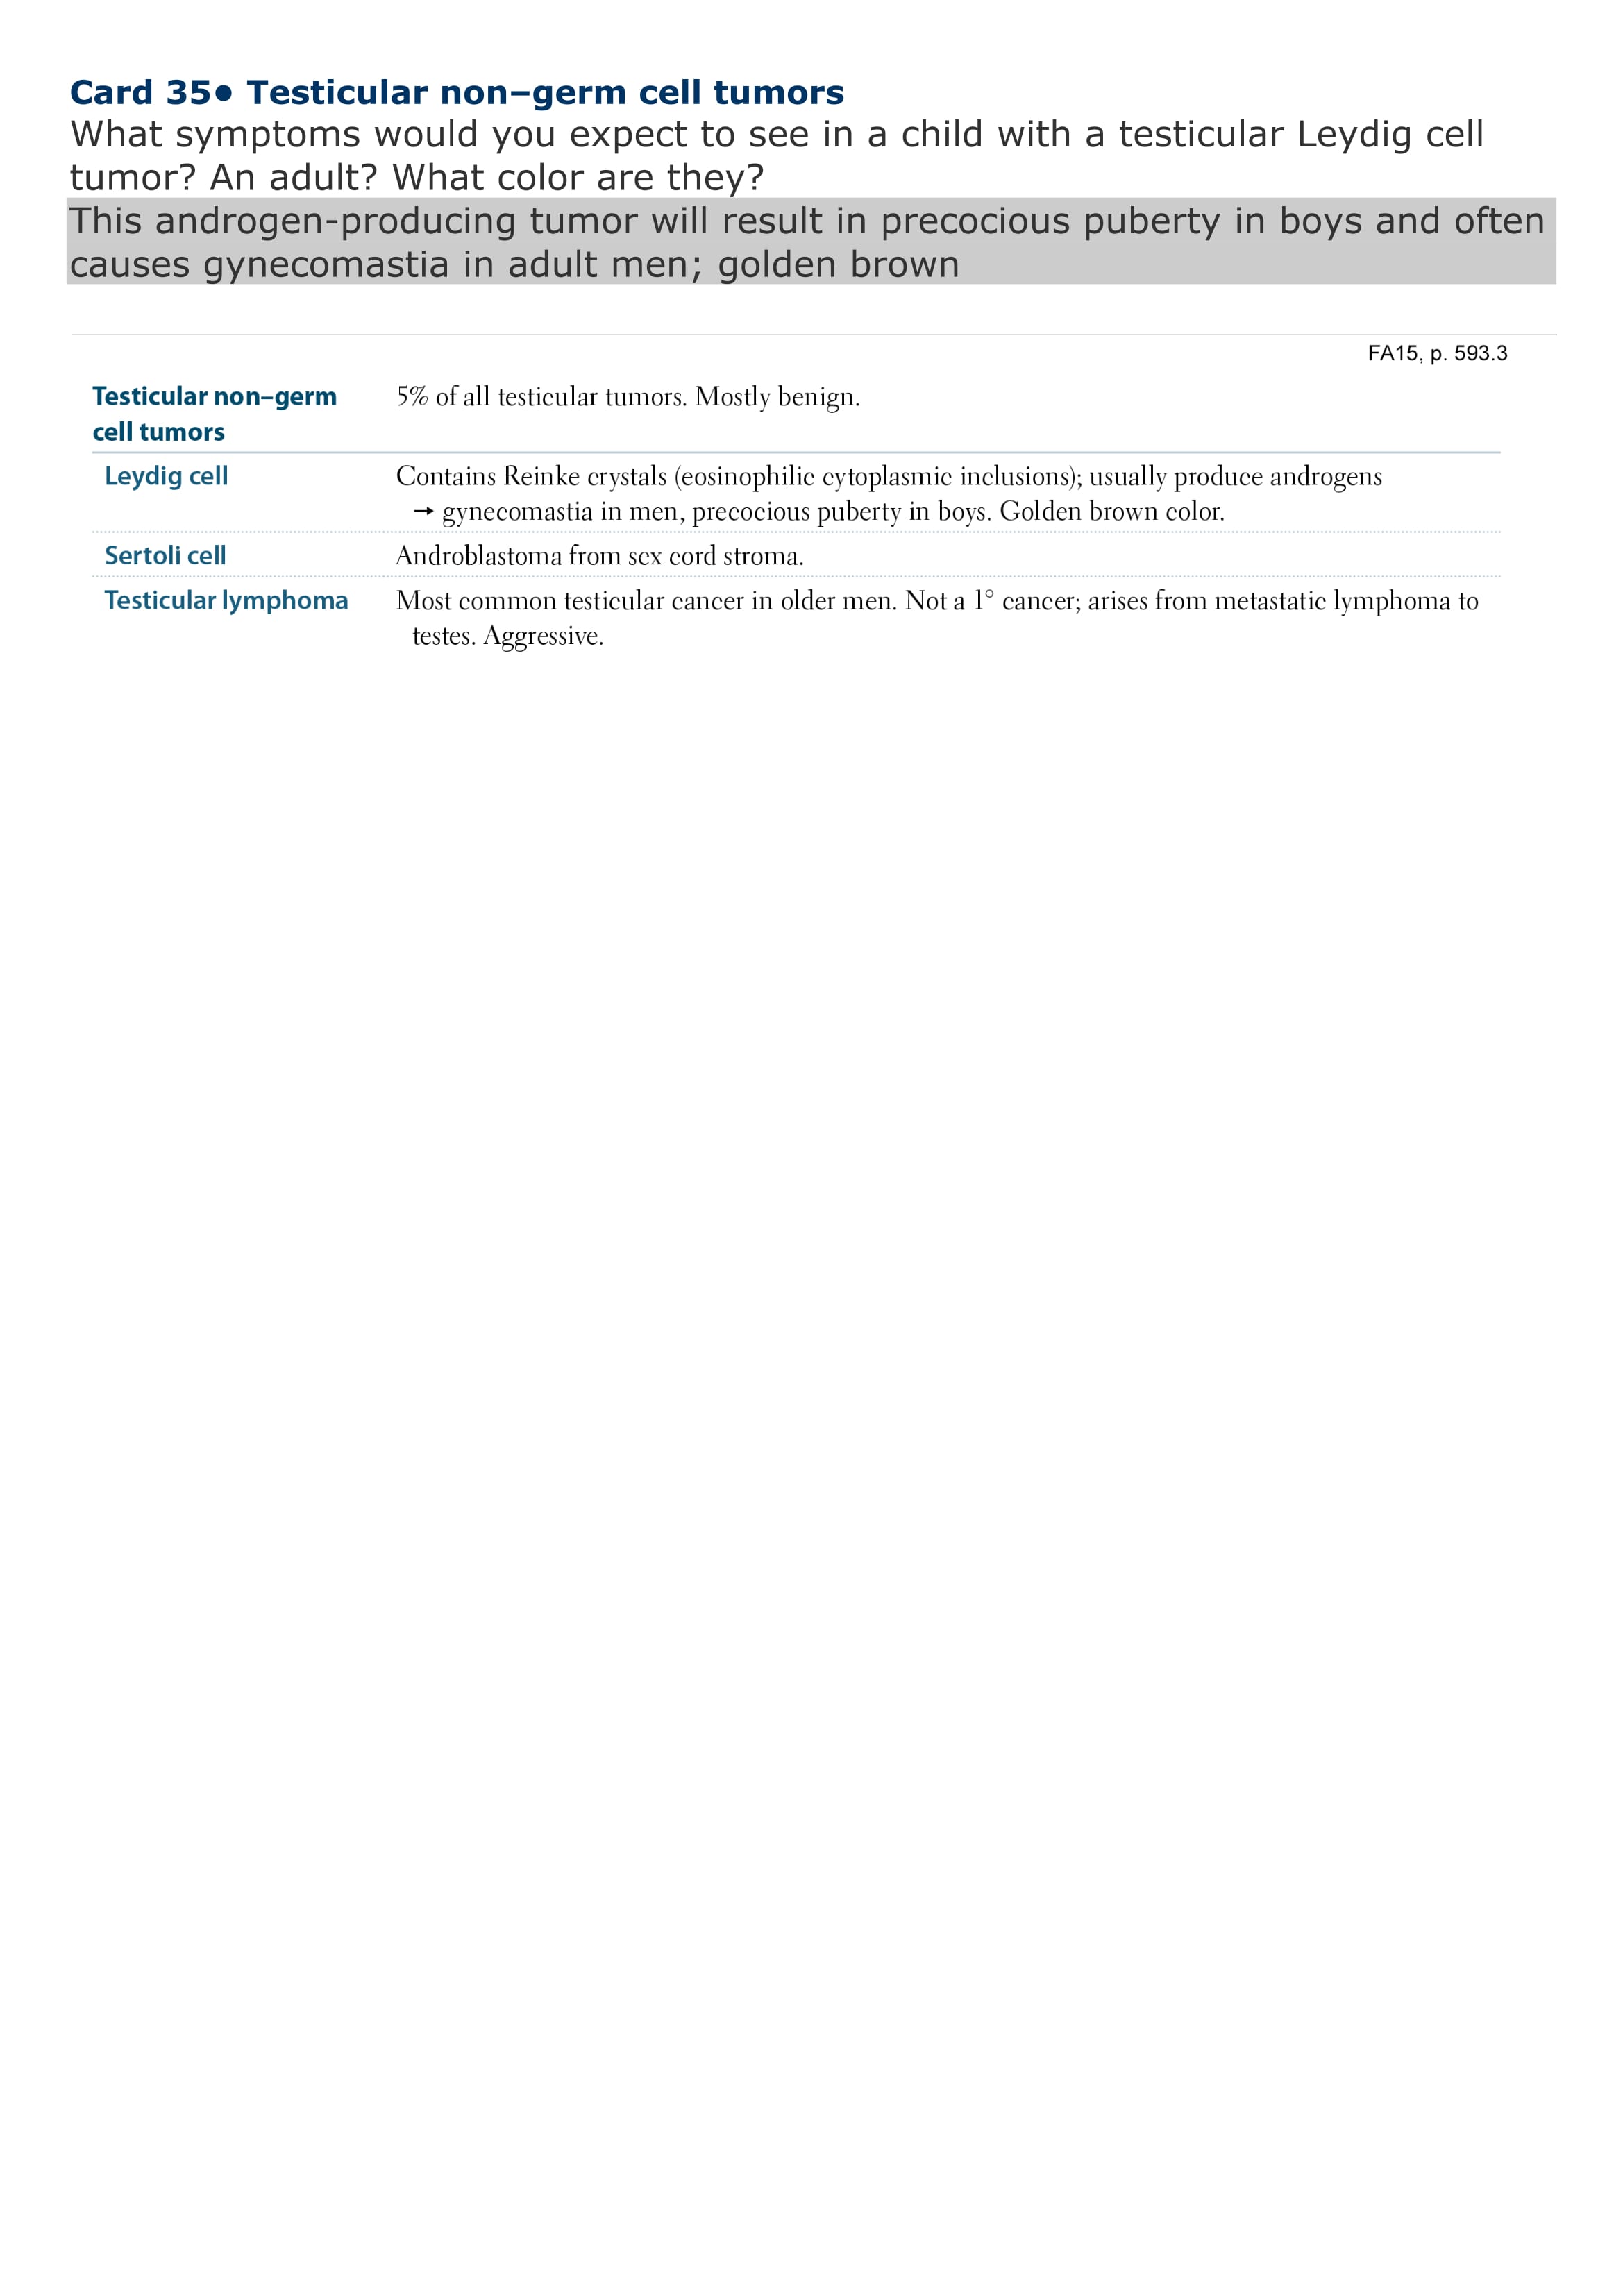 Card 35● Testicular non–germ cell tumors
What symptoms would you expect to see in a child with a testicular Leydig cell
tumor? An adult? What color are they?
This androgen-producing tumor will result in precocious puberty in boys and often
causes gynecomastia in adult men; golden brown
FA15, p. 593.3
Testicular non–germ cell tumors
5% of all testicular tumors. Mostly benign.
Leydig cell
Contains Reinke crystals (eosinophilic cytoplasmic inclusions); usually produce androgens
→ gynecomastia in men, precocious puberty in boys. Golden brown color.
Sertoli cell
Androblastoma from sex cord stroma.
Testicular lymphoma
Most common testicular cancer in older men. Not a 1° cancer; arises from metastatic lymphoma to
testes. Aggressive.